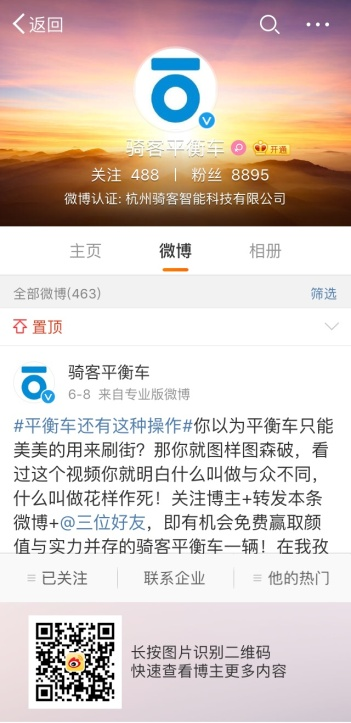 返回
骑客平衡车 开通
关注 488 | 粉丝 8895
微博认证: 杭州骑客智能科技有限公司
主页 微博 相册
全部微博(463) 筛选
置顶
骑客平衡车
6-8 来自专业版微博
#平衡车还有这种操作#你以为平衡车只能
美美的用来刷街？那你就图样图森破，看
过这个视频你就明白什么叫做与众不同，
什么叫做花样作死！关注博主+转发本条
微博+@三位好友，即有机会免费赢取颜
值与实力并存的骑客平衡车一辆！在我孜
已关注 联系企业 他的热门
长按图片识别二维码
快速查看博主更多内容